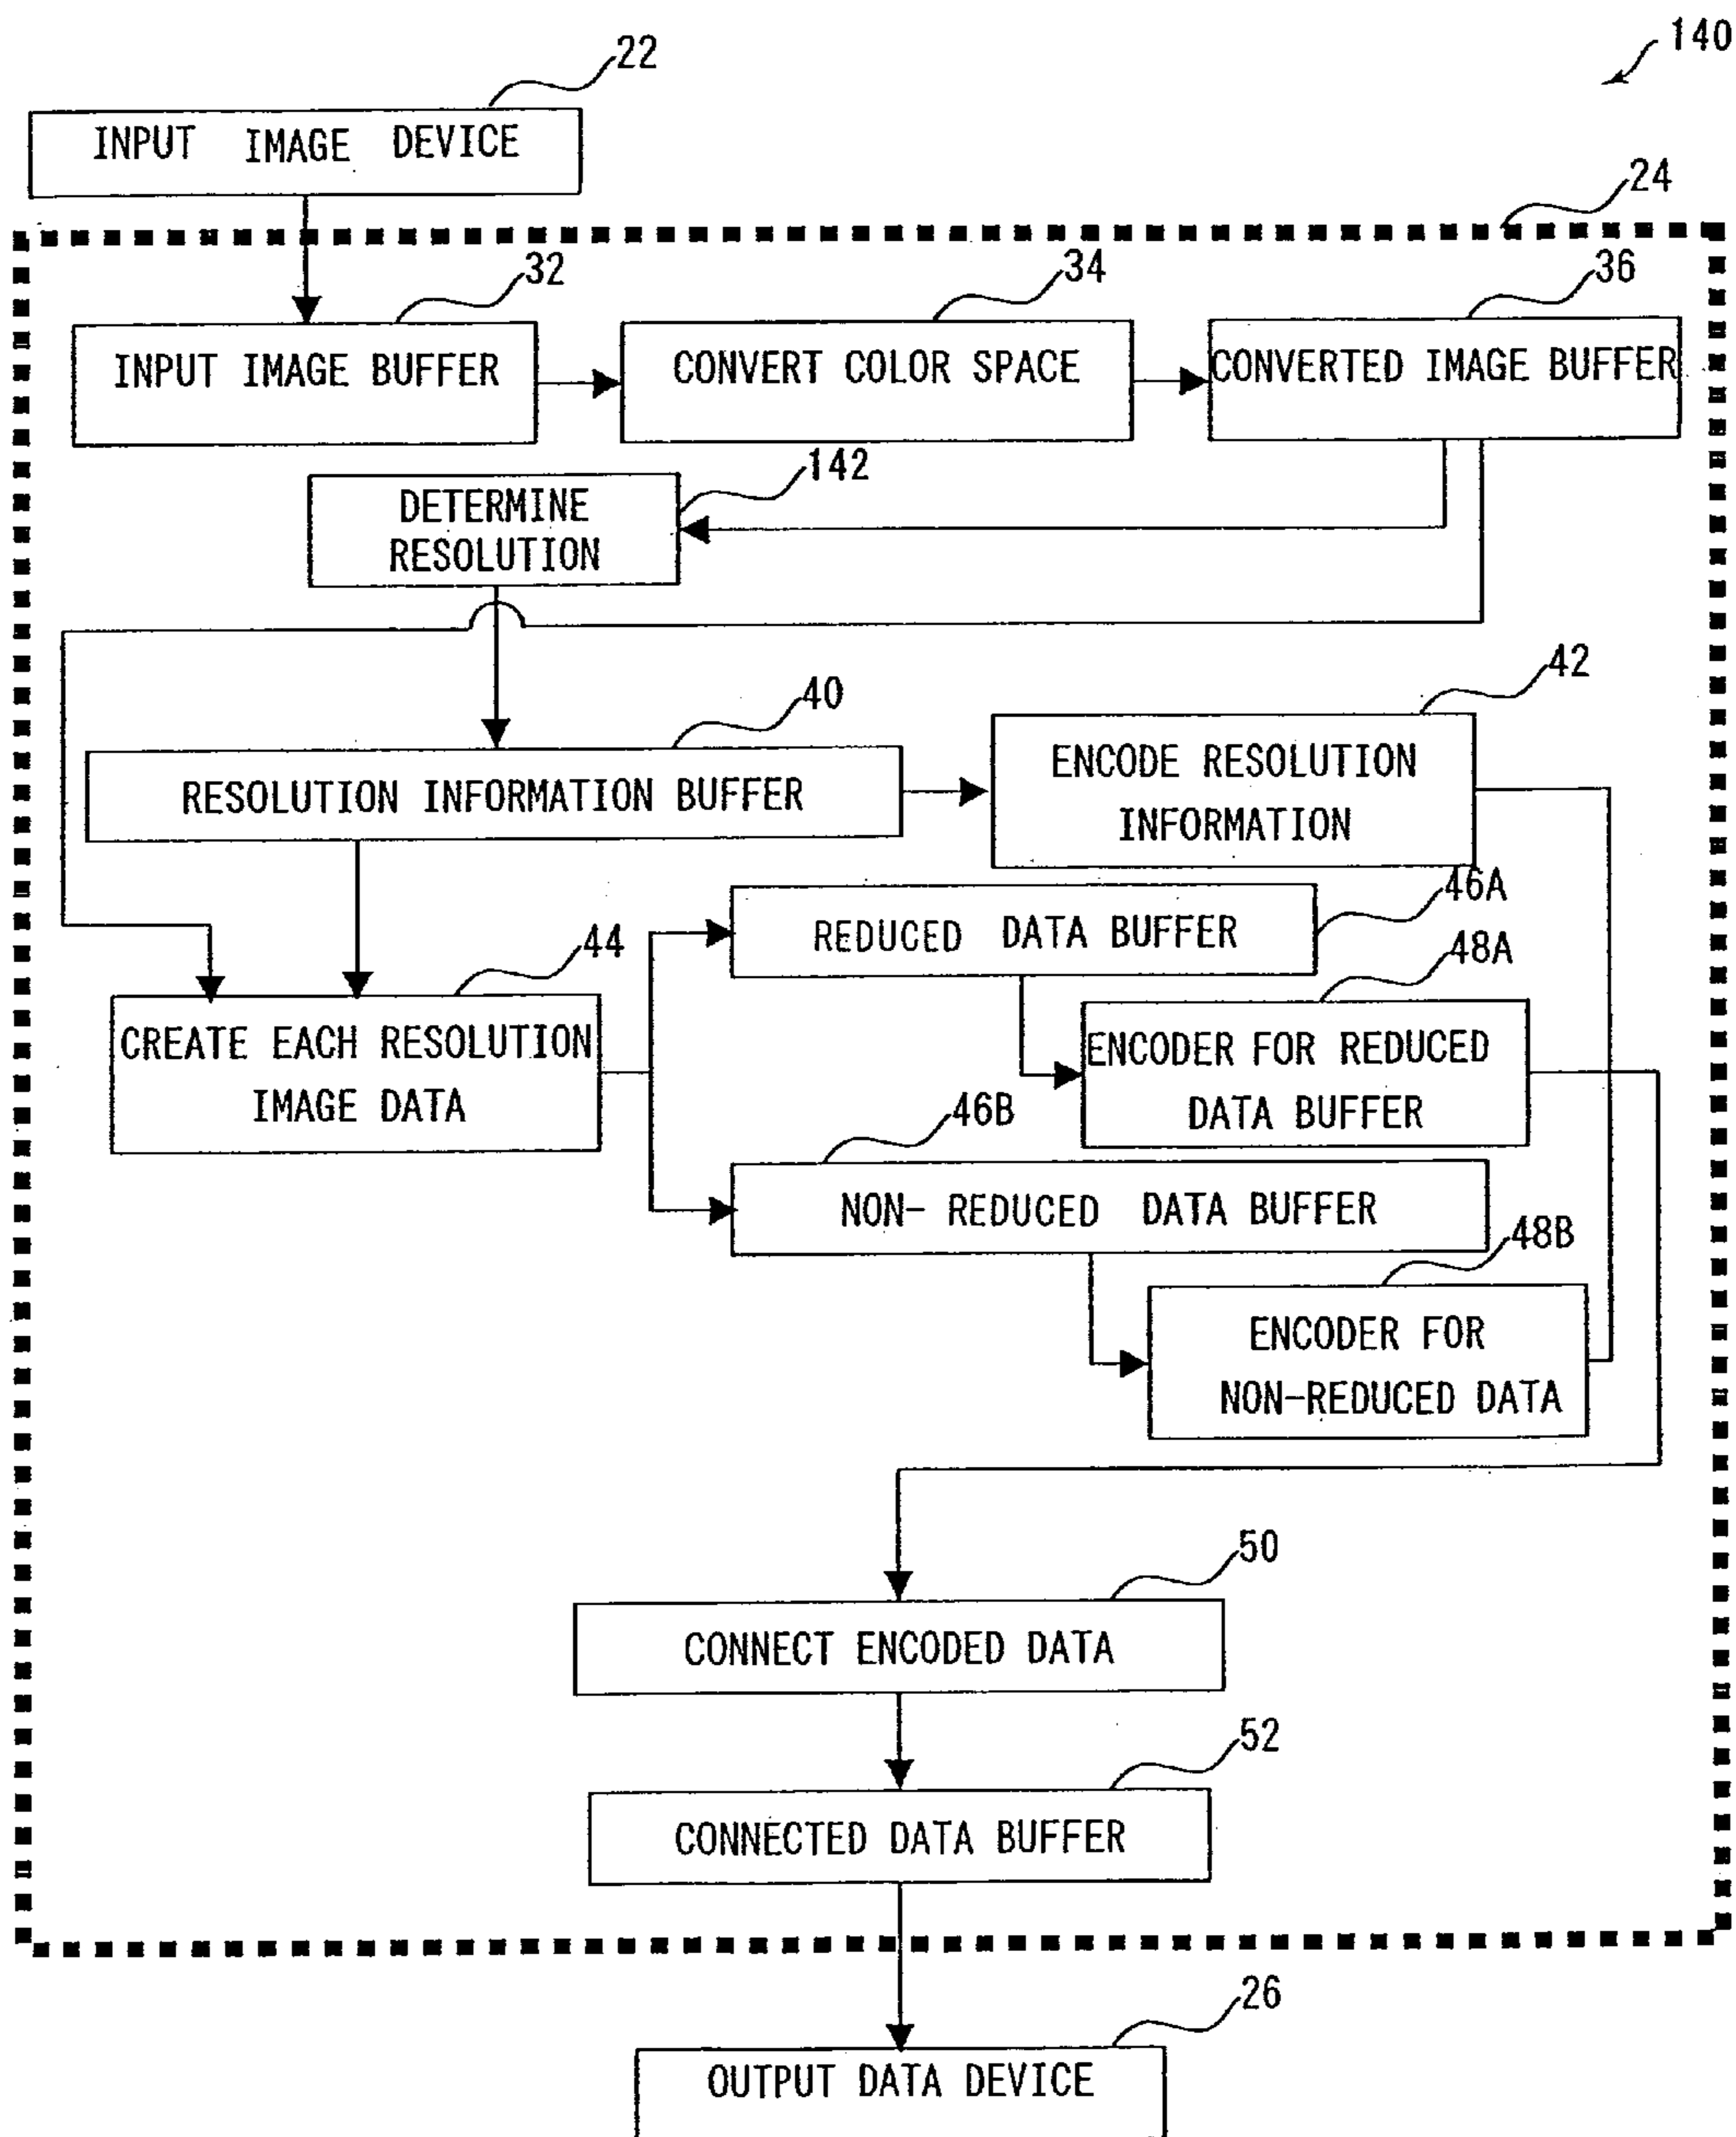 140
22
INPUT IMAGE DEVICE
24
32
34
36
INPUT IMAGE BUFFER
CONVERT COLOR SPACE
CONVERTED IMAGE BUFFER
142
DETERMINE
RESOLUTION
40
42
RESOLUTION INFORMATION BUFFER
ENCODE RESOLUTION
INFORMATION
46A
REDUCED DATA BUFFER
44
48A
CREATE EACH RESOLUTION
IMAGE DATA
ENCODER FOR REDUCED
DATA BUFFER
46B
NON- REDUCED DATA BUFFER
48B
ENCODER FOR
NON-REDUCED DATA
50
CONNECT ENCODED DATA
52
CONNECTED DATA BUFFER
26
OUTPUT DATA DEVICE